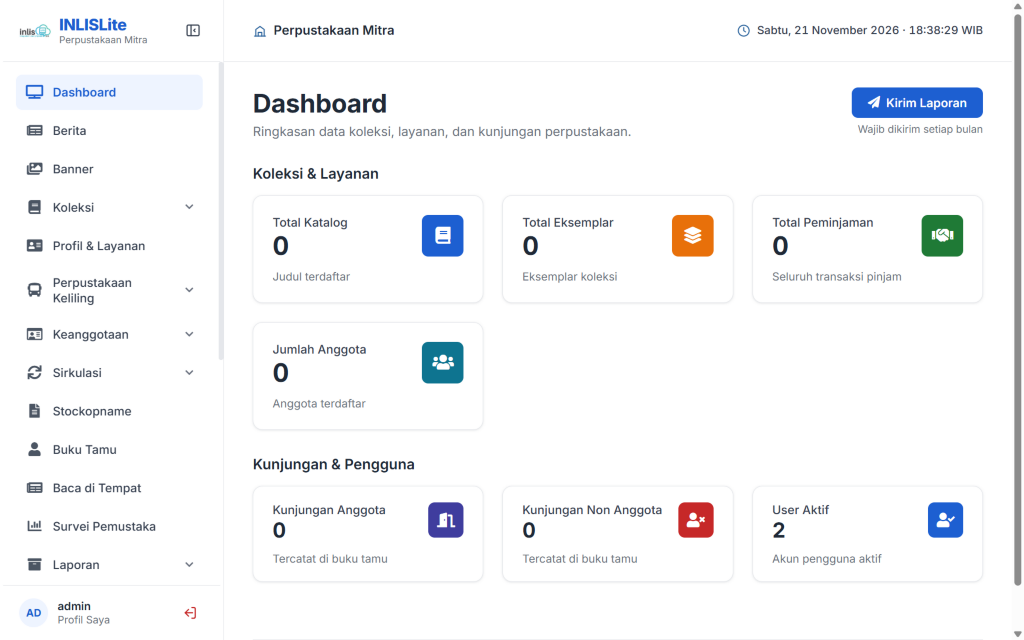 inlis
INLISLite
Perpustakaan Mitra
Dashboard
Berita
Banner
Koleksi
Profil & Layanan
Perpustakaan
Keliling
Keanggotaan
Sirkulasi
Stockopname
Buku Tamu
Baca di Tempat
Survei Pemustaka
Laporan
AD
admin
Profil Saya
Perpustakaan Mitra
Sabtu, 21 November 2026 · 18:38:29 WIB
Dashboard
Ringkasan data koleksi, layanan, dan kunjungan perpustakaan.
Kirim Laporan
Wajib dikirim setiap bulan
Koleksi & Layanan
Total Katalog
0
Judul terdaftar
Total Eksemplar
0
Eksemplar koleksi
Total Peminjaman
0
Seluruh transaksi pinjam
Jumlah Anggota
0
Anggota terdaftar
Kunjungan & Pengguna
Kunjungan Anggota
0
Tercatat di buku tamu
Kunjungan Non Anggota
0
Tercatat di buku tamu
User Aktif
2
Akun pengguna aktif